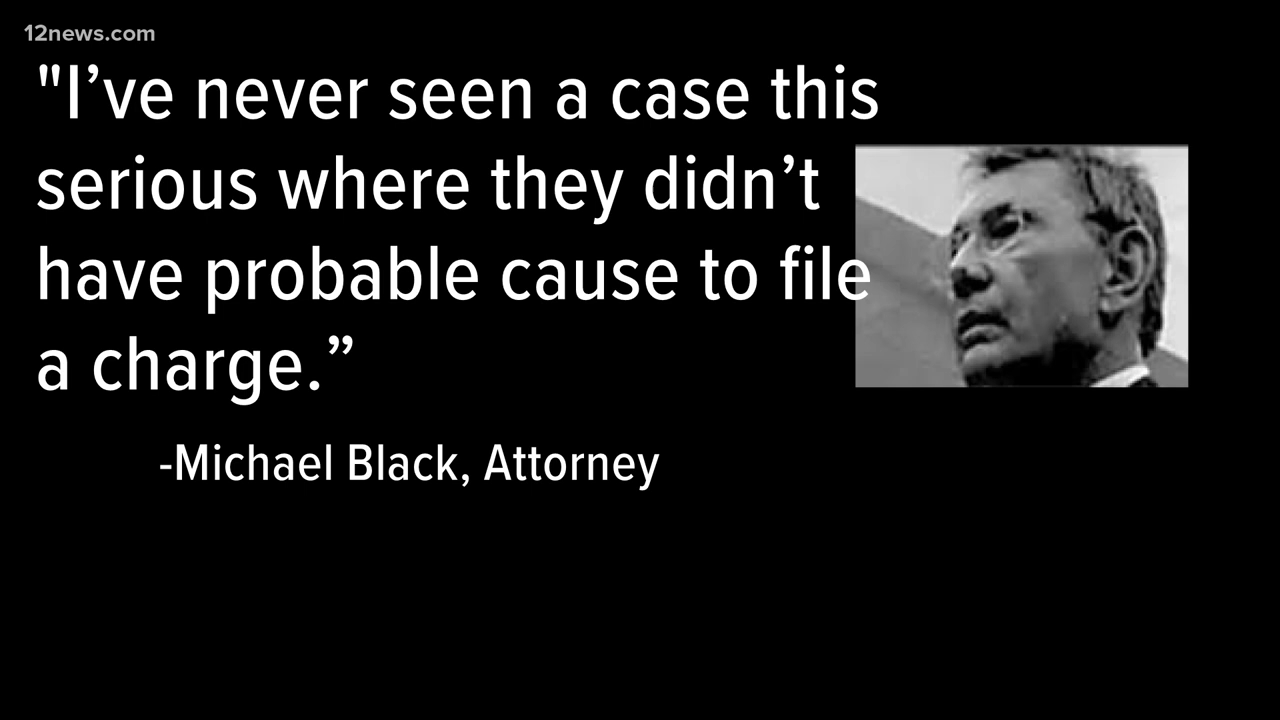 12news.com
"I’ve never seen a case this
serious where they didn’t
have probable cause to file
a charge.”
-Michael Black, Attorney